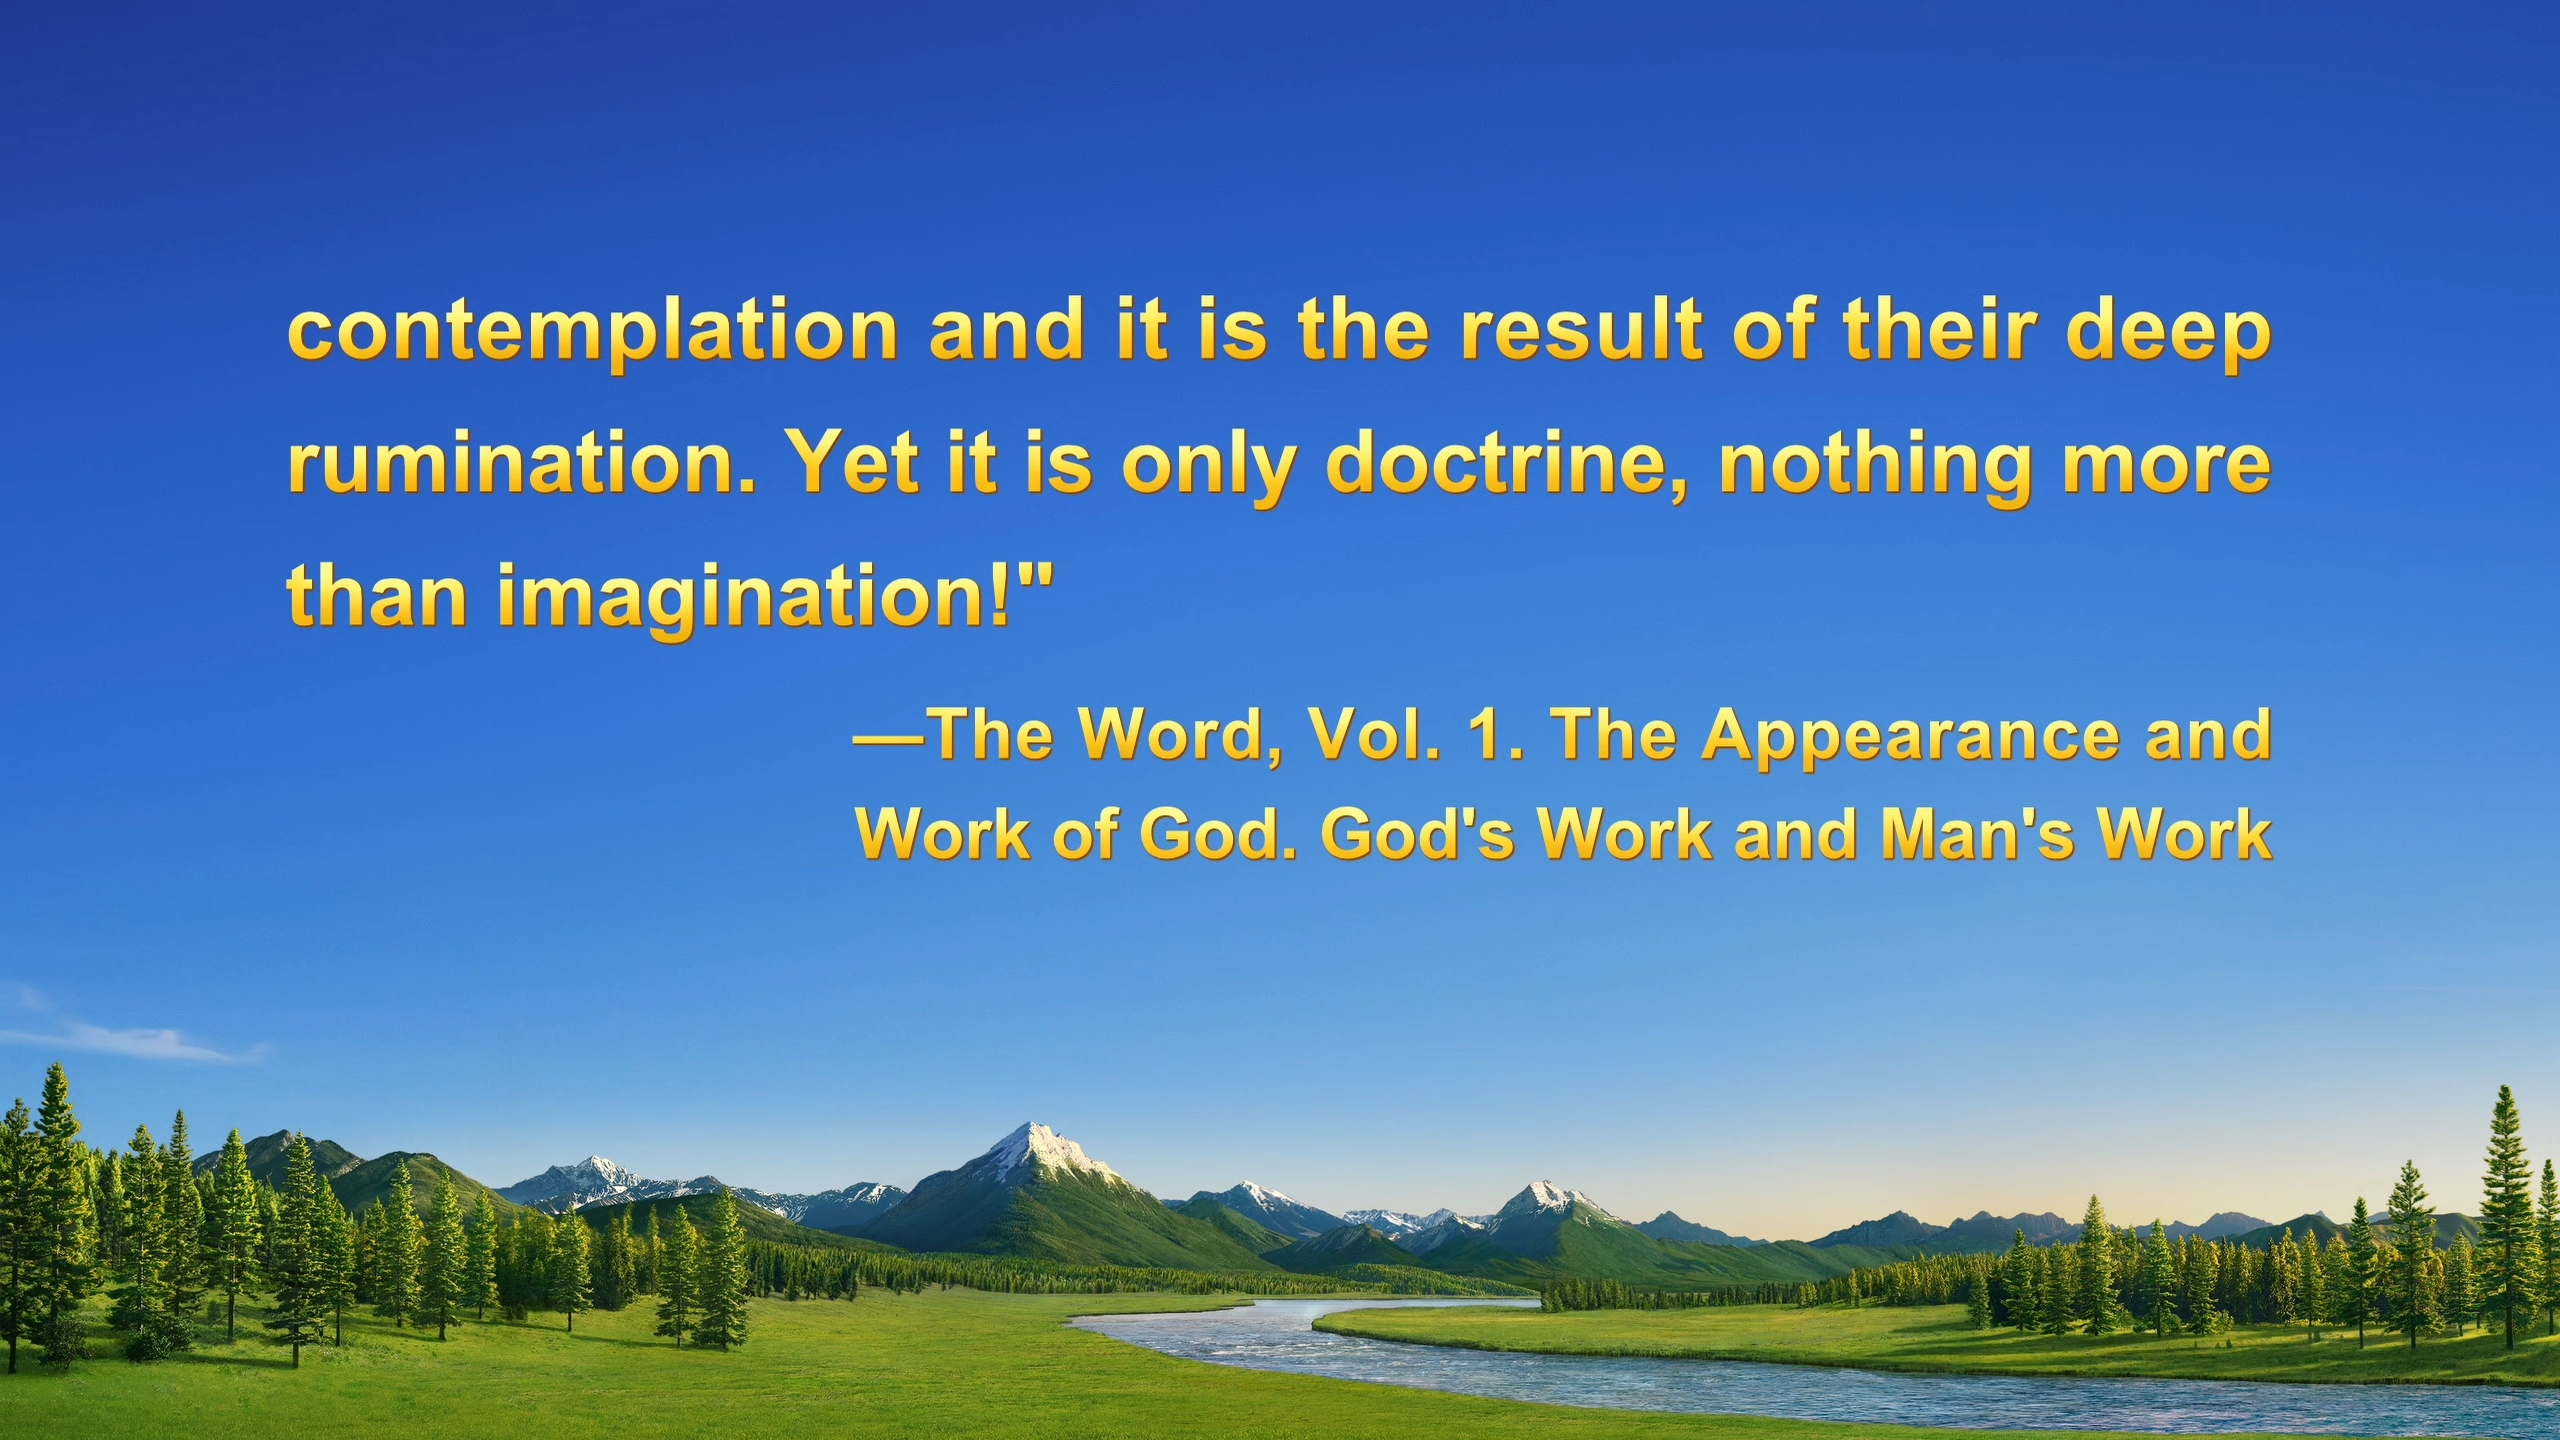 contemplation and it is the result of their deep
rumination. Yet it is only doctrine, nothing more
than imagination!"
—The Word, Vol. 1. The Appearance and
Work of God. God's Work and Man's Work